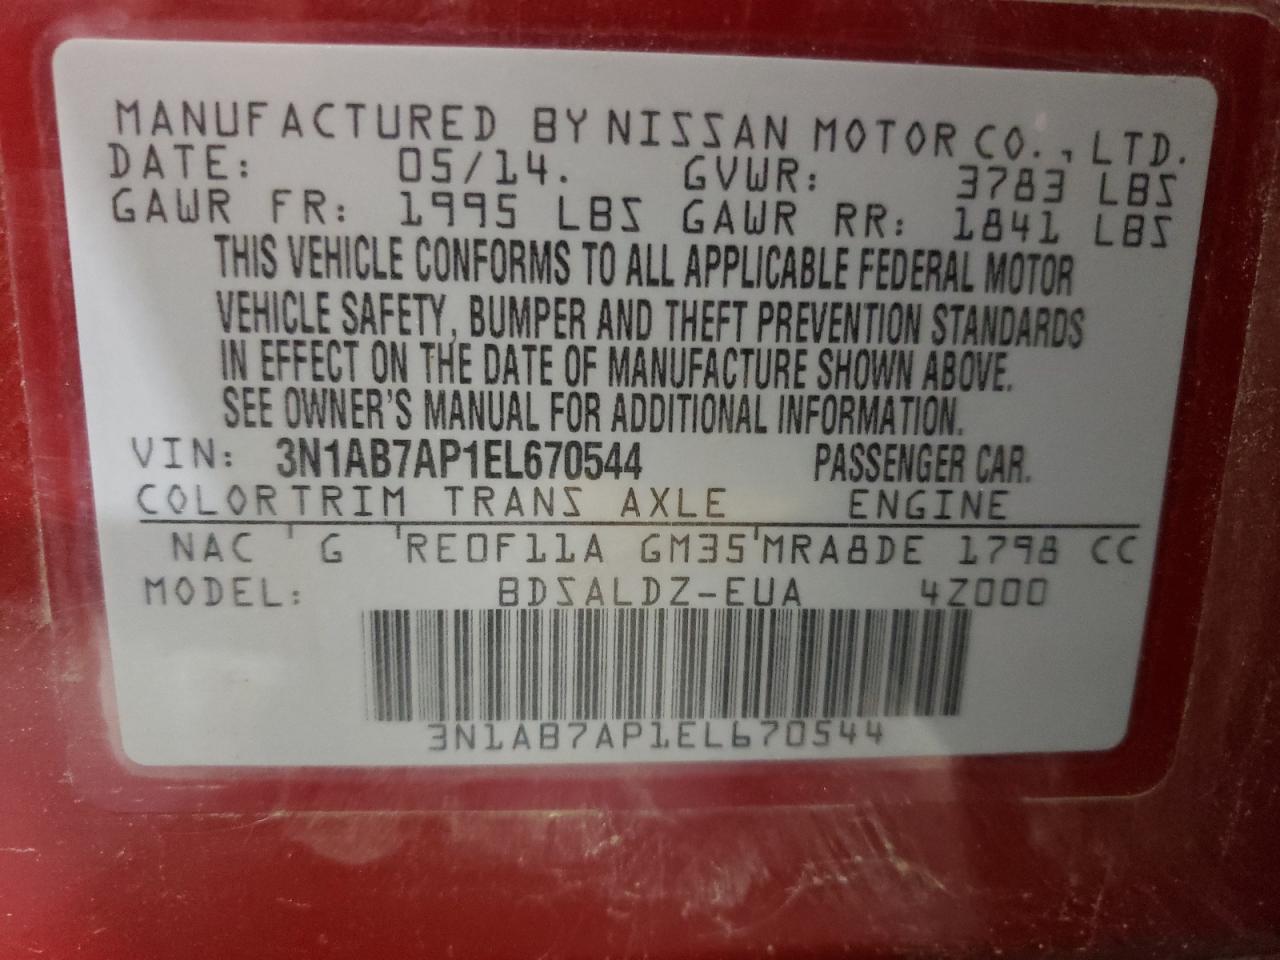 MANUFACTURED BY NISSAN MOTOR CO., LTD.
DATE: 05/14. GVWR: 3783 LBS
GAWR FR: 1995 LBS GAWR RR: 1841 LBS
THIS VEHICLE CONFORMS TO ALL APPLICABLE FEDERAL MOTOR
VEHICLE SAFETY, BUMPER AND THEFT PREVENTION STANDARDS
IN EFFECT ON THE DATE OF MANUFACTURE SHOWN ABOVE.
SEE OWNER'S MANUAL FOR ADDITIONAL INFORMATION.
VIN: 3N1AB7AP1EL670544 PASSENGER CAR.
COLOR TRIM TRANS AXLE ENGINE
NAC ' G 'RE0F11A GM35'MRA8DE 1798 CC
MODEL: BDSALDZ-EUA 4Z000
3N1AB7AP1EL670544